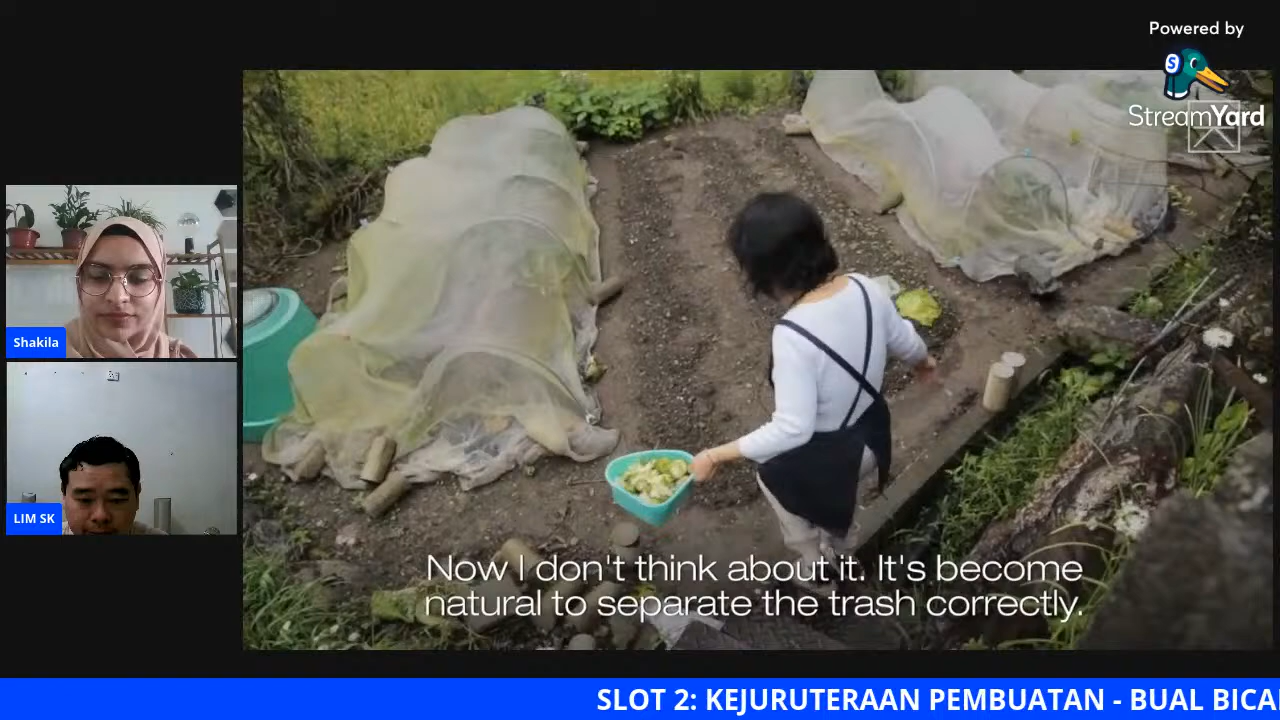 Powered by
StreamYard
Shakila
LIM SK
Now I don't think about it. It's become
natural to separate the trash correctly.
SLOT 2: KEJURUTERAAN PEMBUATAN - BUAL BICA